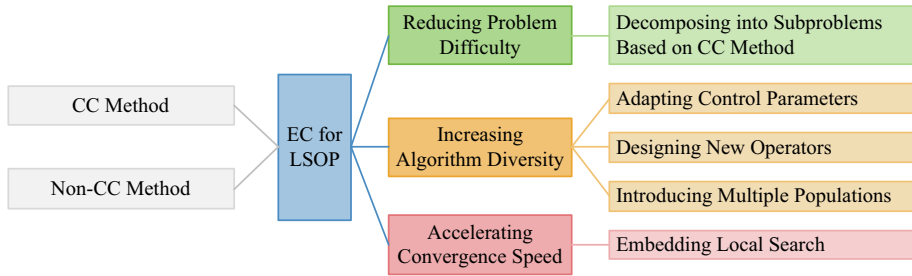 CC Method
Non-CC Method
EC for
LSOP
Reducing Problem
Difficulty
Decomposing into Subproblems
Based on CC Method
Increasing
Algorithm Diversity
Adapting Control Parameters
Designing New Operators
Introducing Multiple Populations
Accelerating
Convergence Speed
Embedding Local Search